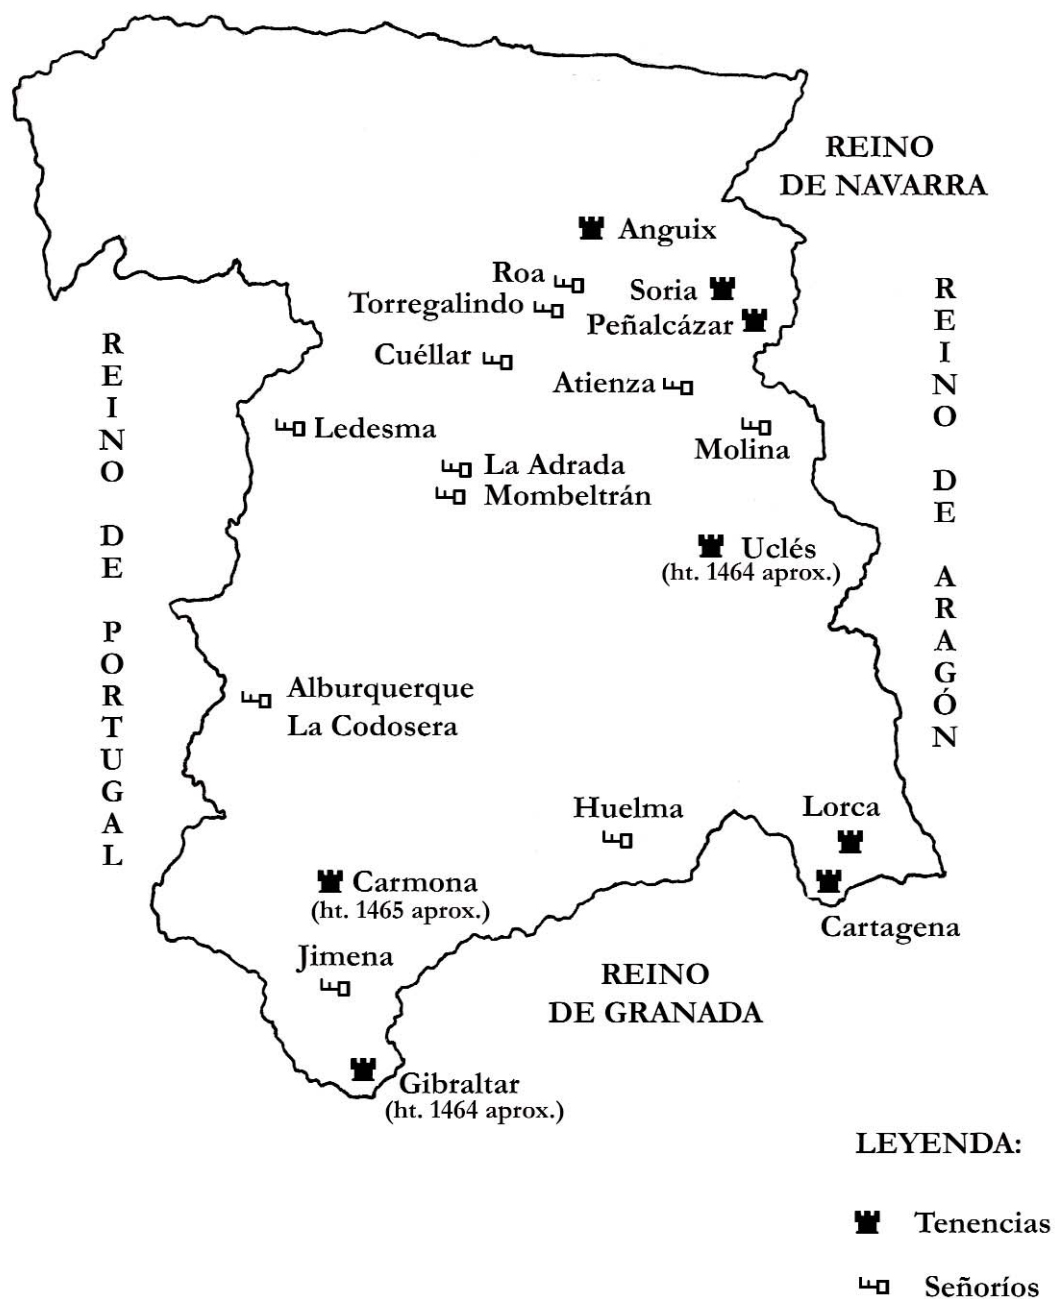 REINO
DE NAVARRA
Anguix
Roa
Soria
Torregalindo
Peñalcázar
REINO DE ARAGÓN
REINO DE PORTUGAL
Cuéllar
Atienza
Ledesma
Molina
La Adrada
Mombeltrán
Uclés
(ht. 1464 aprox.)
Alburquerque
La Codosera
Huelma
Lorca
Carmona
(ht. 1465 aprox.)
Cartagena
Jimena
REINO
DE GRANADA
Gibraltar
(ht. 1464 aprox.)
LEYENDA:
Tenencias
Señoríos